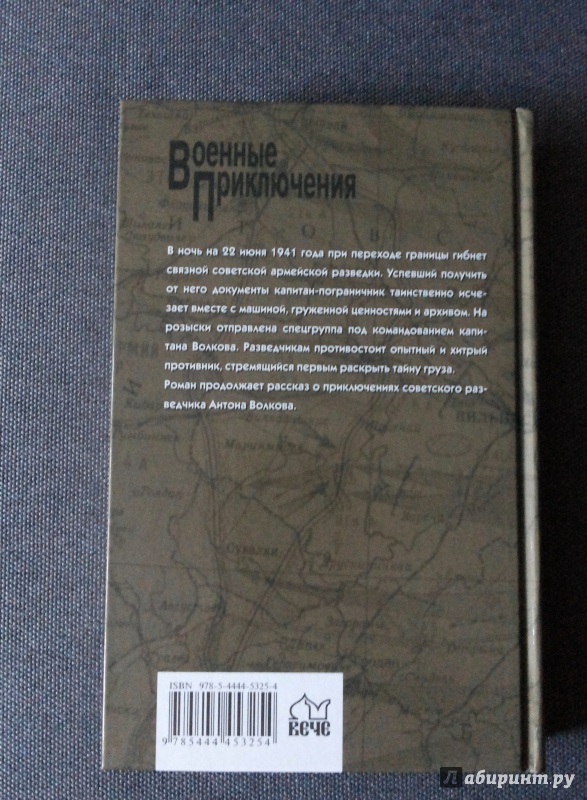 Военные
Приключения
В ночь на 22 июня 1941 года при переходе границы гибнет
связной советской армейской разведки. Успевший получить
от него документы капитан-пограничник таинственно исче-
зает вместе с машиной, груженной ценностями и архивом. На
розыски отправлена спецгруппа под командованием капи-
тана Волкова. Разведчикам противостоит опытный и хитрый
противник, стремящийся первым раскрыть тайну груза.
Роман продолжает рассказ о приключениях советского раз-
ведчика Антона Волкова.
Сувалки
ISBN 978-5-4444-5325-4
9 785444 453254
ВЕЧЕ
Лабиринт.ру